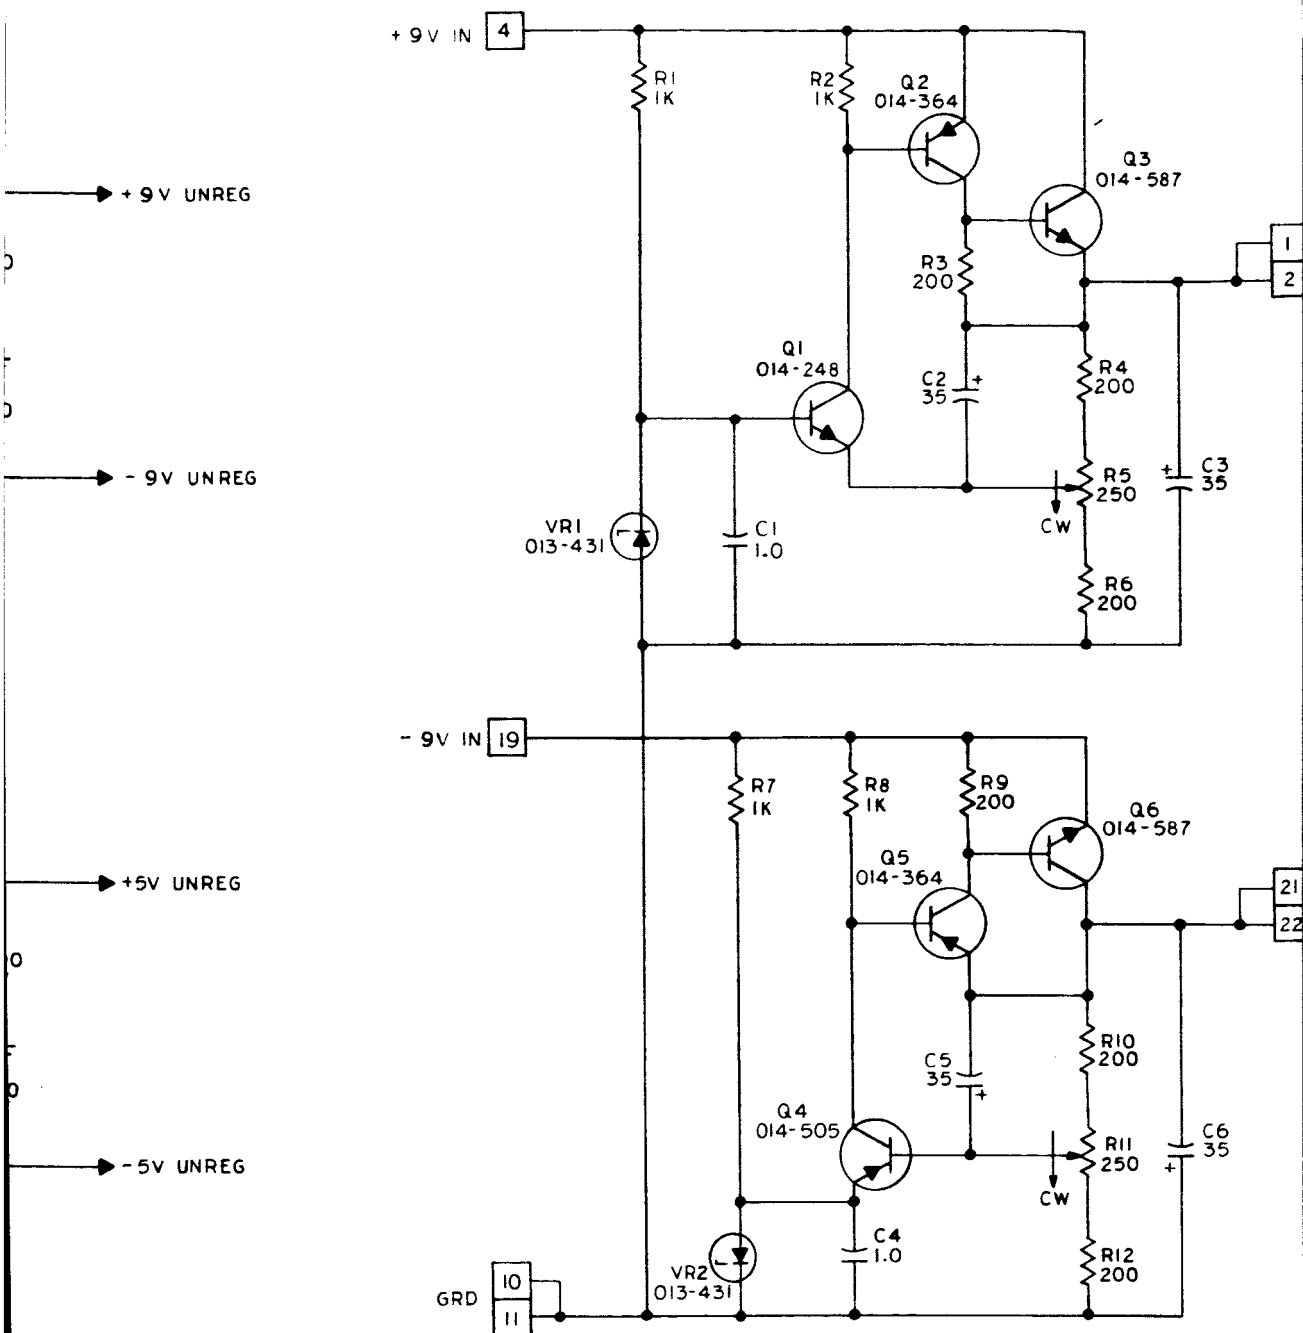 +9V IN 4
R1
1K
R2
1K
Q2
014-364
Q3
014-587
+9V UNREG
1
2
R3
200
Q1
014-248
C2
35
+
R4
200
-9V UNREG
R5
250
CW
+
C3
35
VR1
013-431
C1
1.0
R6
200
-9V IN 19
R7
1K
R8
1K
R9
200
Q6
014-587
Q5
014-364
+5V UNREG
21
22
C5
35
+
R10
200
Q4
014-505
R11
250
CW
C6
35
+
-5V UNREG
C4
1.0
VR2
013-431
R12
200
GRD
10
11